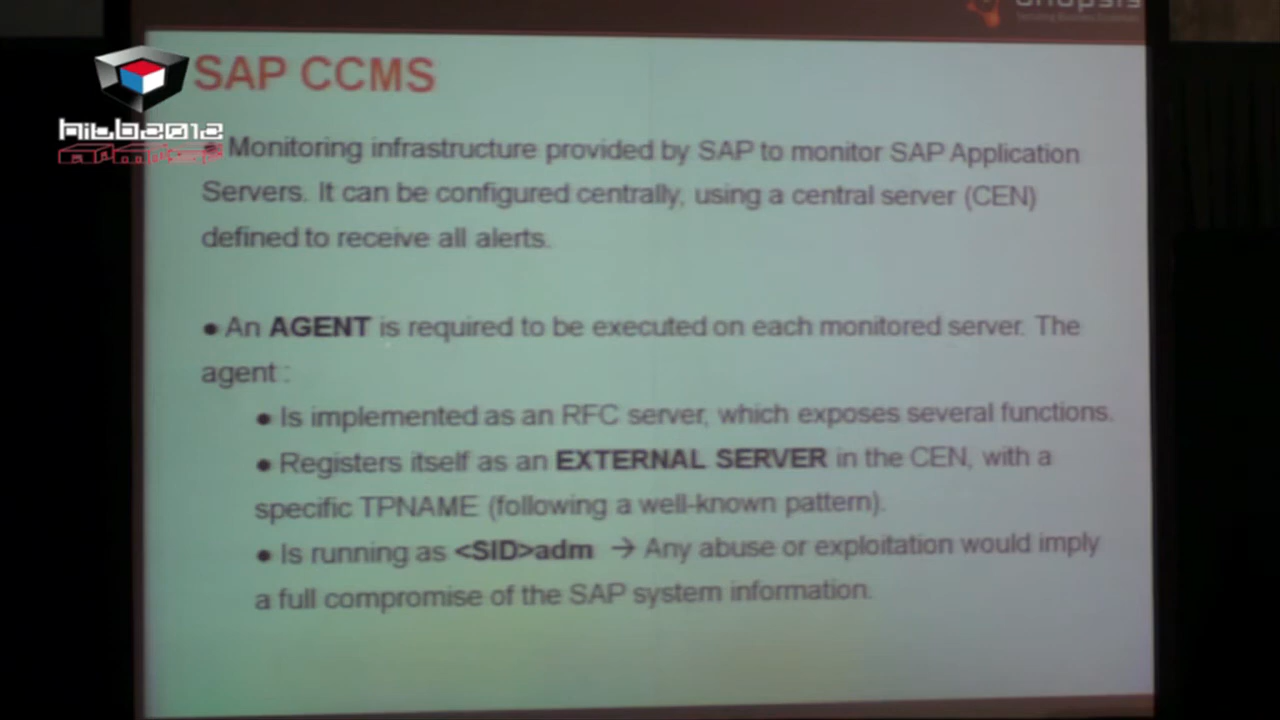 SAP CCMS
hitb2012
● Monitoring infrastructure provided by SAP to monitor SAP Application
Servers. It can be configured centrally, using a central server (CEN)
defined to receive all alerts.
● An AGENT is required to be executed on each monitored server. The
agent :
● Is implemented as an RFC server, which exposes several functions.
● Registers itself as an EXTERNAL SERVER in the CEN, with a
specific TPNAME (following a well-known pattern).
● Is running as <SID>adm → Any abuse or exploitation would imply
a full compromise of the SAP system information.